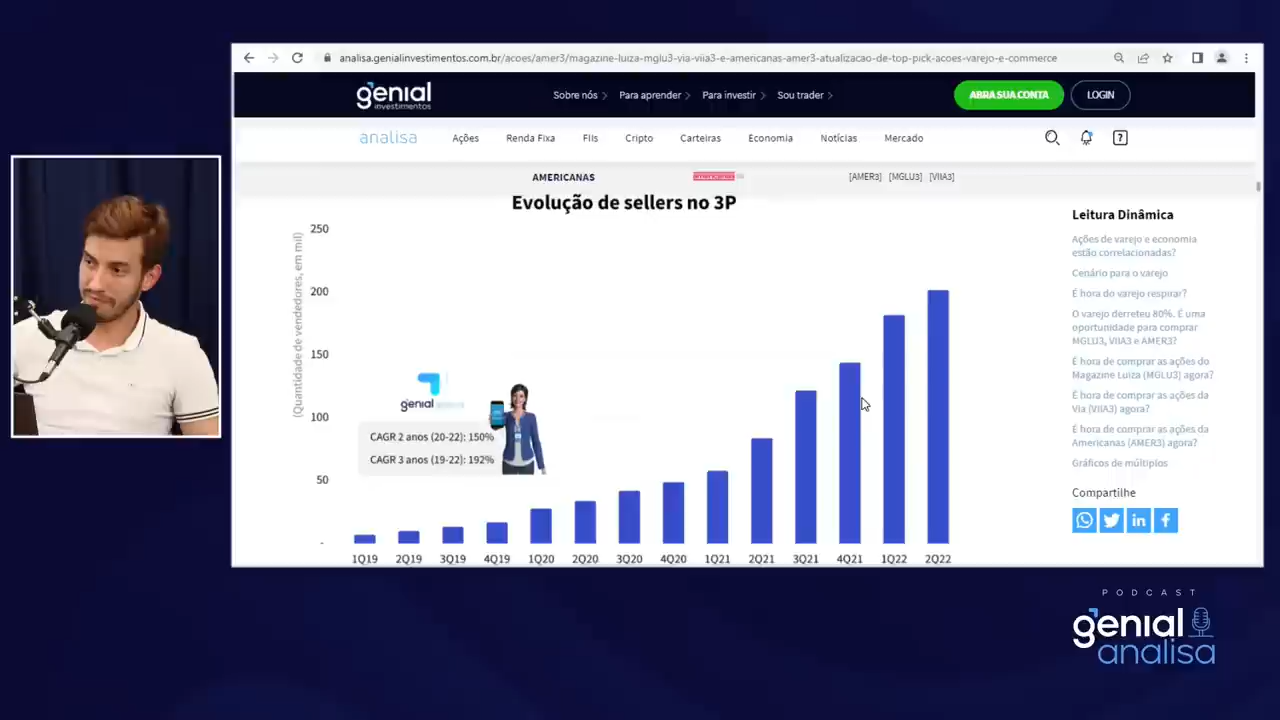 analisa.genialinvestimentos.com.br/acoes/amer3/magazine-luiza-mglu3-via-viia3-e-americanas-amer3-atualizacao-de-top-pick-acoes-varejo-e-commerce
genial
investimentos
Sobre nós
Para aprender
Para investir
Sou trader
ABRA SUA CONTA
LOGIN
analisa
Ações
Renda Fixa
FIIs
Cripto
Carteiras
Economia
Notícias
Mercado
AMERICANAS
americanas
[AMER3] [MGLU3] [VIIA3]
Evolução de sellers no 3P
(Quantidade de vendedores, em mil)
250
200
150
100
50
-
genial
CAGR 2 anos (20-22): 150%
CAGR 3 anos (19-22): 192%
1Q19 2Q19 3Q19 4Q19 1Q20 2Q20 3Q20 4Q20 1Q21 2Q21 3Q21 4Q21 1Q22 2Q22
Leitura Dinâmica
Ações de varejo e economia
estão correlacionadas?
Cenário para o varejo
É hora do varejo respirar?
O varejo derreteu 80%. É uma
oportunidade para comprar
MGLU3, VIIA3 e AMER3?
É hora de comprar as ações do
Magazine Luiza (MGLU3) agora?
É hora de comprar as ações da
Via (VIIA3) agora?
É hora de comprar as ações da
Americanas (AMER3) agora?
Gráficos de múltiplos
Compartilhe
PODCAST
genial
analisa